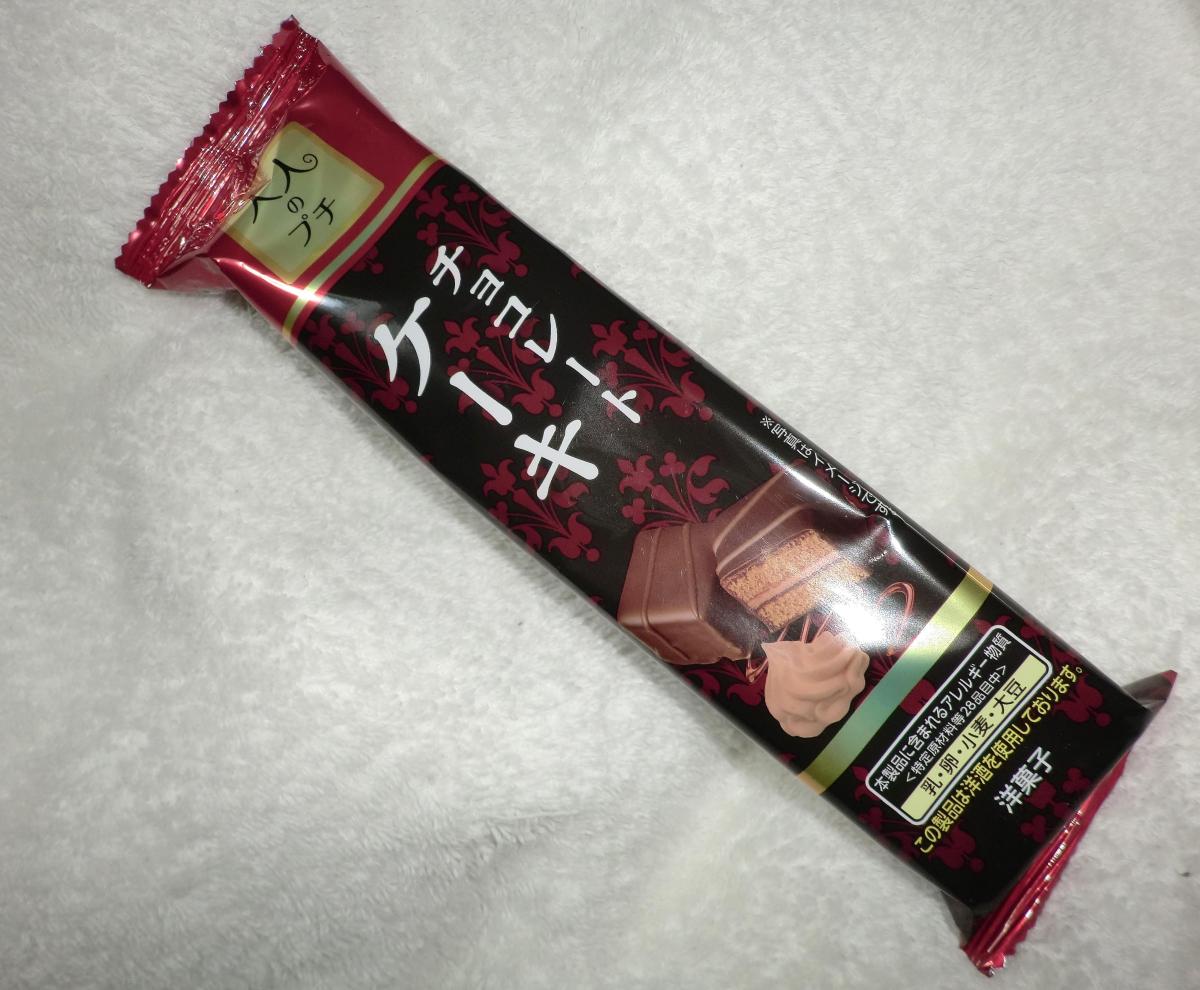 大人
の
プチ
チョコレート
ケーキ
※写真はイメージです
本製品に含まれるアレルギー物質
<特定原材料等28品目中>
乳・卵・小麦・大豆
この製品は洋酒を使用しております。
洋菓子